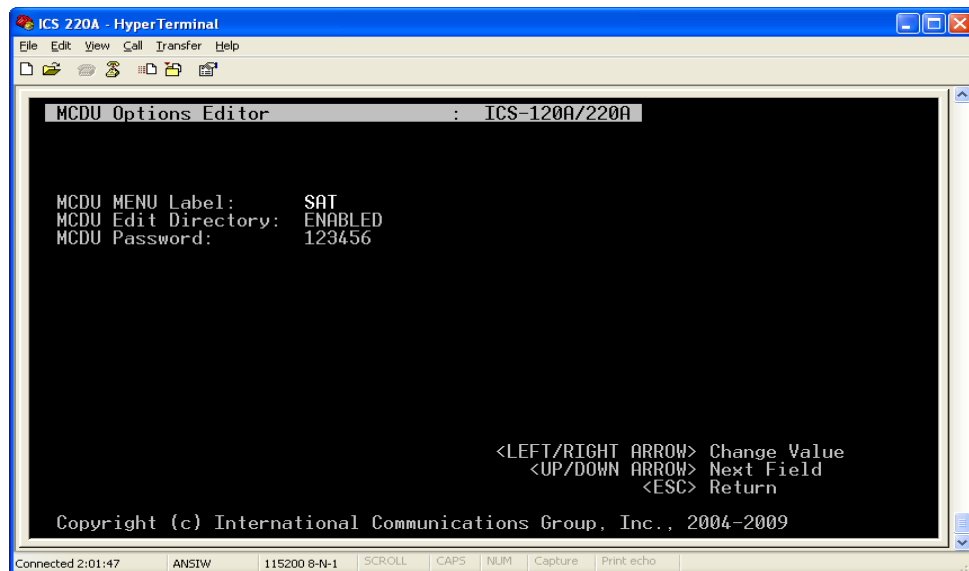 ICS 220A - HyperTerminal
File Edit View Call Transfer Help
MCDU Options Editor : ICS-120A/220A
MCDU MENU Label: SAT
MCDU Edit Directory: ENABLED
MCDU Password: 123456
<LEFT/RIGHT ARROW> Change Value
<UP/DOWN ARROW> Next Field
<ESC> Return
Copyright (c) International Communications Group, Inc., 2004-2009
Connected 2:01:47 ANSIW 115200 8-N-1 SCROLL CAPS NUM Capture Print echo